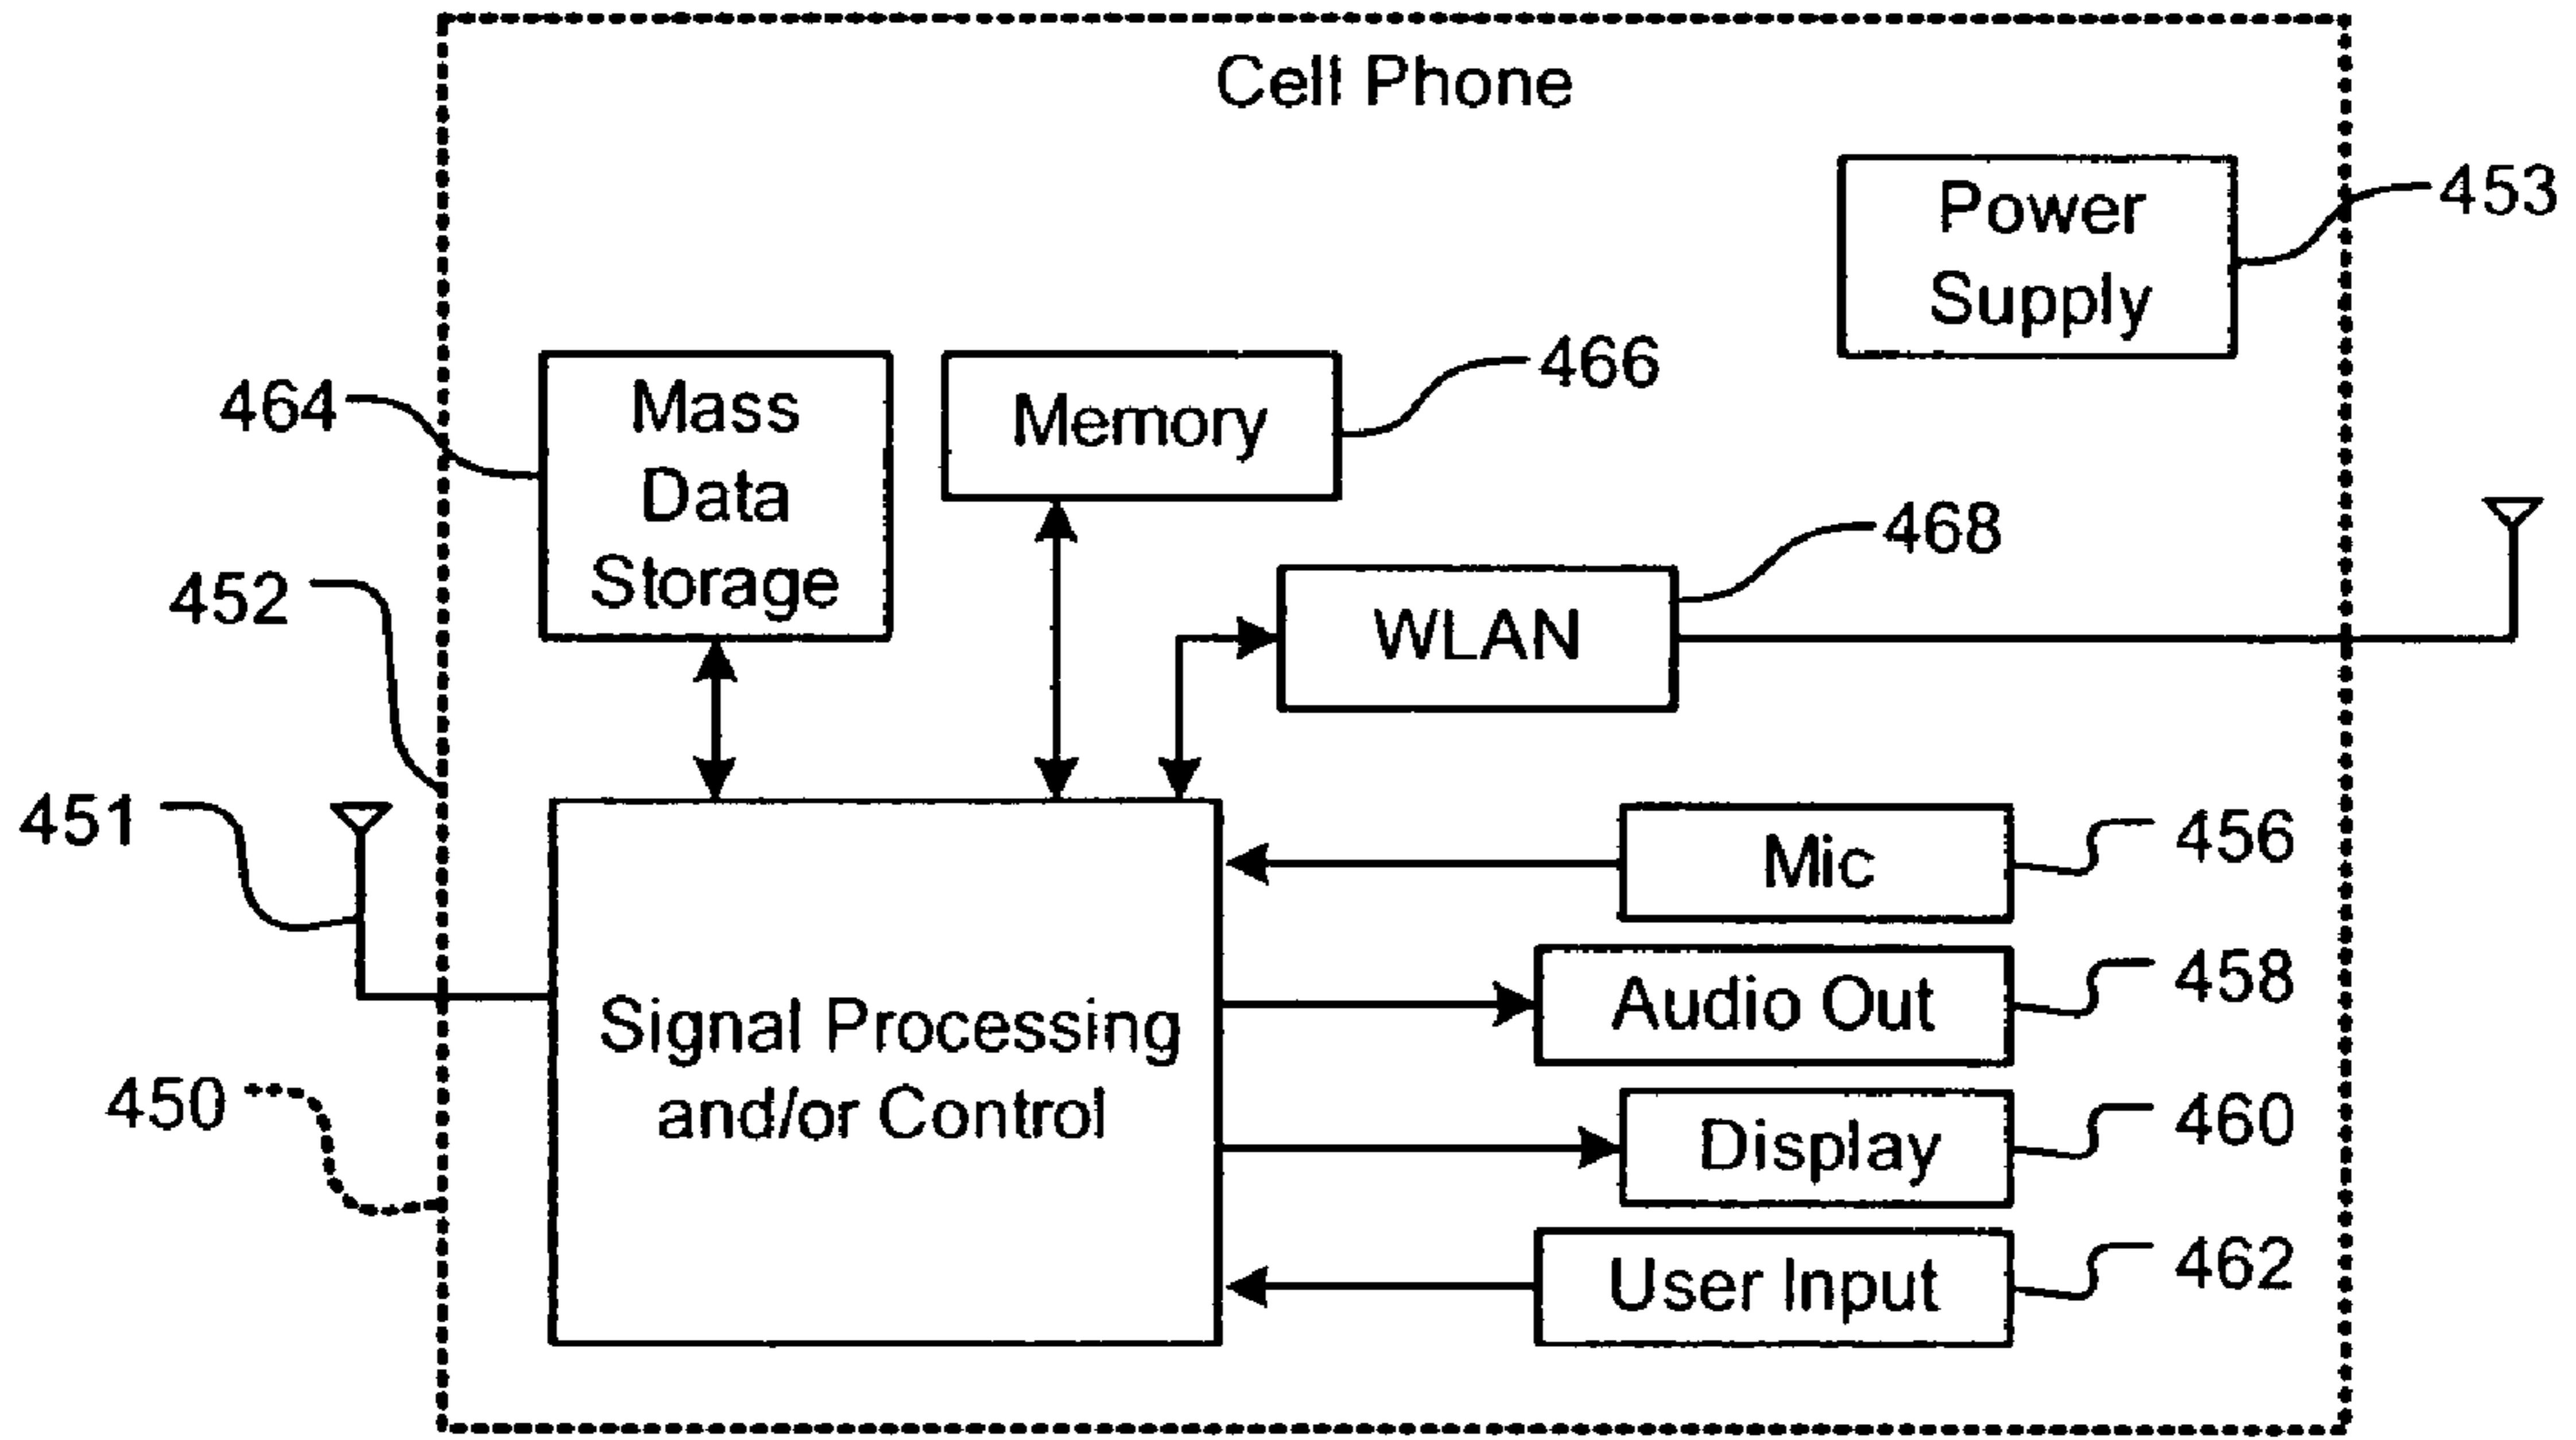 Cell Phone
Power
Supply
453
466
464
Mass
Data
Storage
Memory
468
452
WLAN
451
Mic
456
Audio Out
458
Signal Processing
and/or Control
450
Display
460
User Input
462